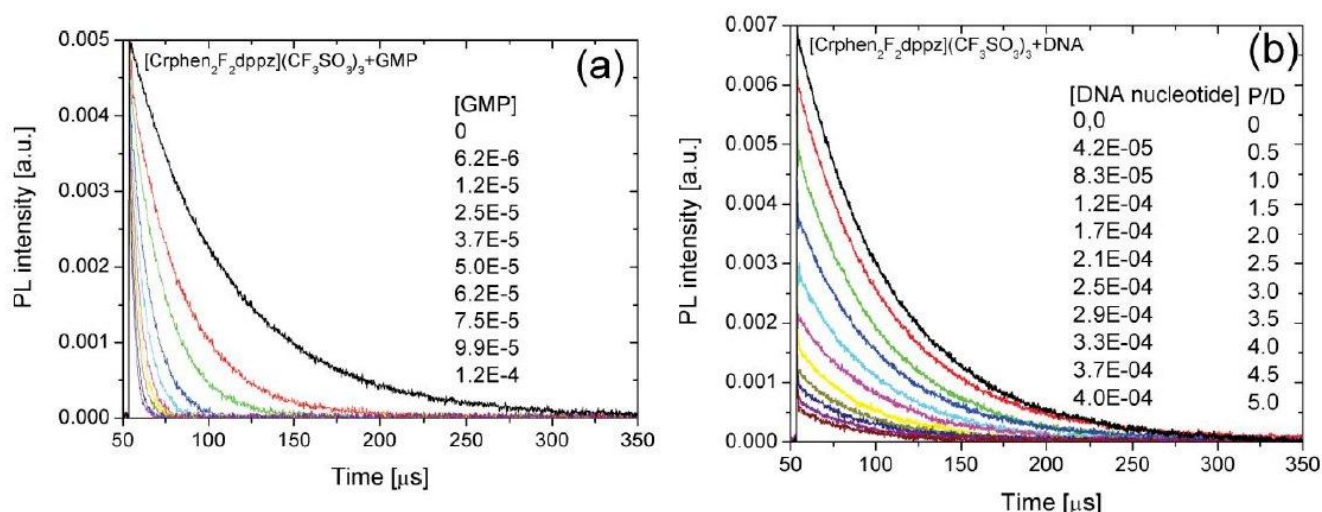 [Crphen₂F₂dppz](CF₃SO₃)₃+GMP
(a)
[GMP]
0
6.2E-6
1.2E-5
2.5E-5
3.7E-5
5.0E-5
6.2E-5
7.5E-5
9.9E-5
1.2E-4
PL intensity [a.u.]
0.005
0.004
0.003
0.002
0.001
0.000
50 100 150 200 250 300 350
Time [μs]
[Crphen₂F₂dppz](CF₃SO₃)₃+DNA
(b)
[DNA nucleotide] P/D
0,0 0
4.2E-05 0.5
8.3E-05 1.0
1.2E-04 1.5
1.7E-04 2.0
2.1E-04 2.5
2.5E-04 3.0
2.9E-04 3.5
3.3E-04 4.0
3.7E-04 4.5
4.0E-04 5.0
PL intensity [a.u.]
0.007
0.006
0.005
0.004
0.003
0.002
0.001
0.000
50 100 150 200 250 300 350
Time [μs]